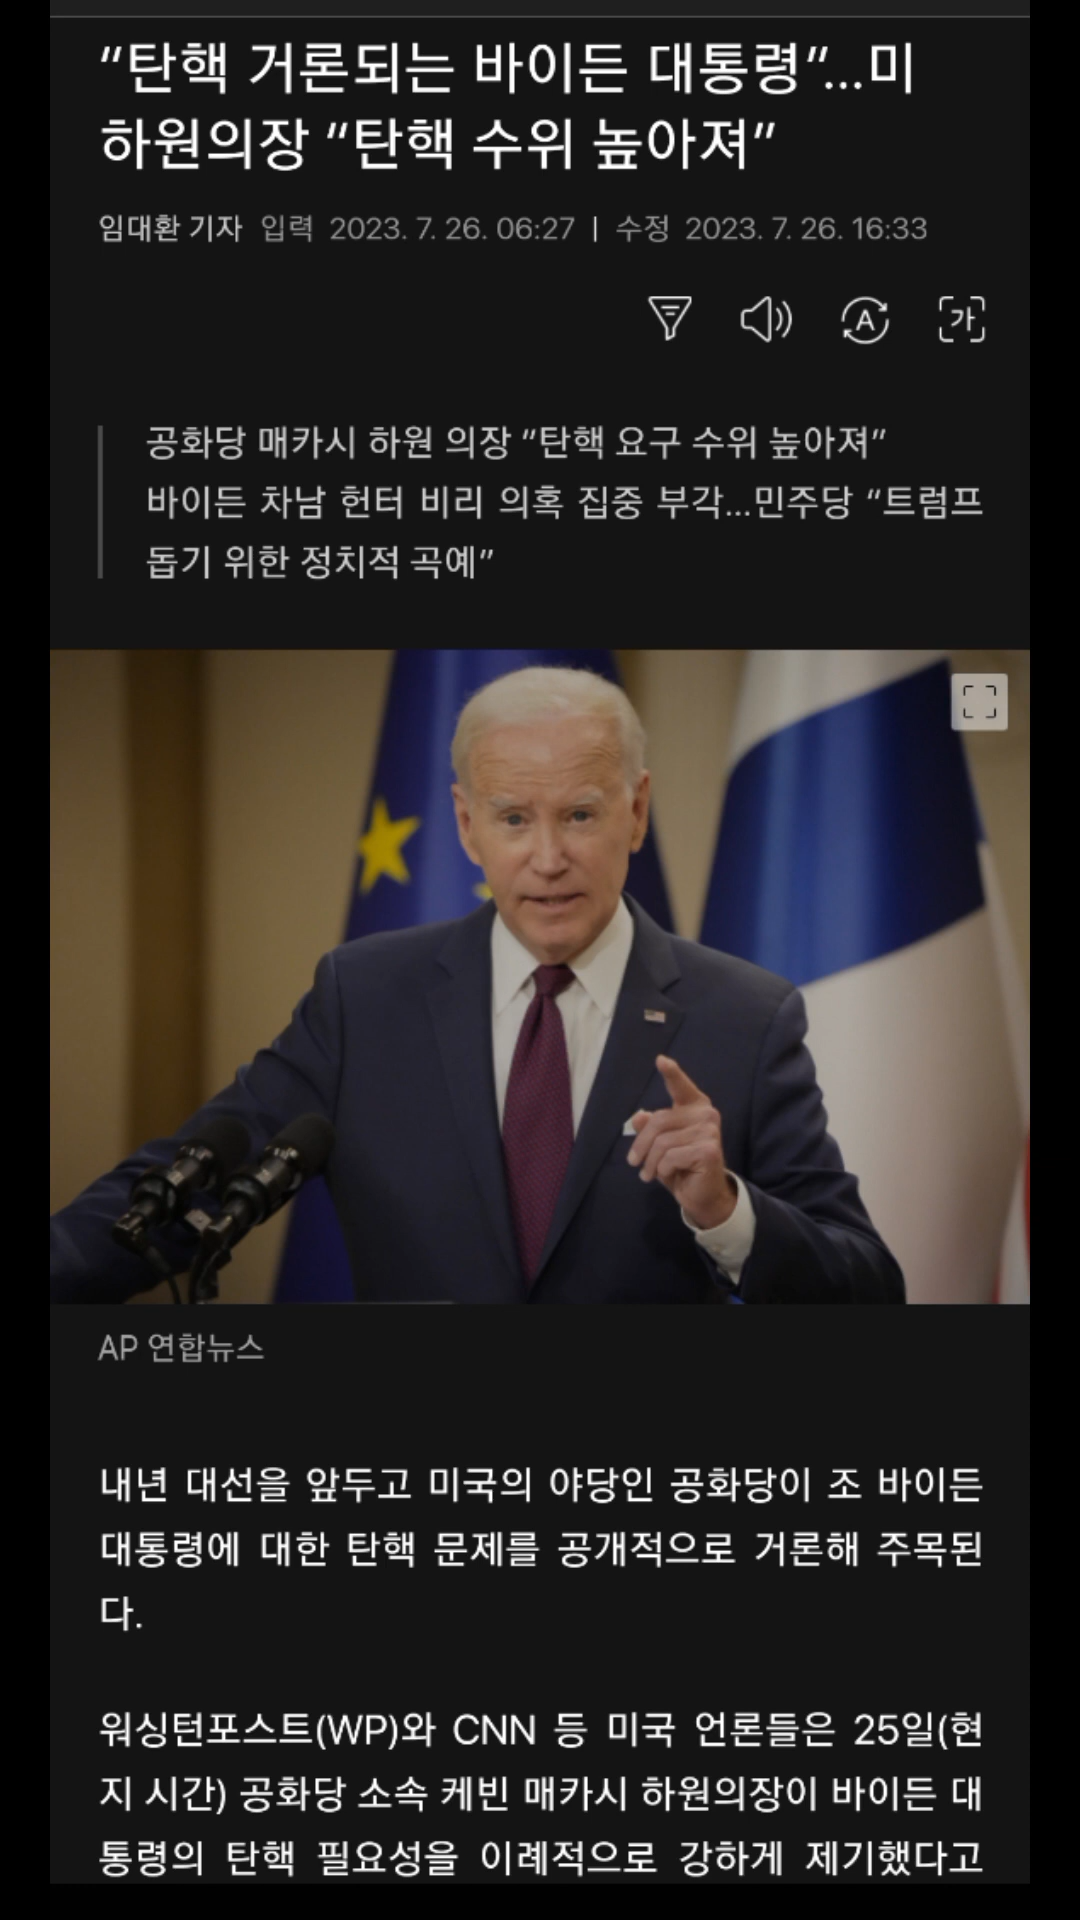 “탄핵 거론되는 바이든 대통령”...미
하원의장 “탄핵 수위 높아져”
임대환 기자 입력 2023. 7. 26. 06:27 | 수정 2023. 7. 26. 16:33
A 가
공화당 매카시 하원 의장 “탄핵 요구 수위 높아져”
바이든 차남 헌터 비리 의혹 집중 부각...민주당 “트럼프
돕기 위한 정치적 곡예”
AP 연합뉴스
내년 대선을 앞두고 미국의 야당인 공화당이 조 바이든
대통령에 대한 탄핵 문제를 공개적으로 거론해 주목된
다.
워싱턴포스트(WP)와 CNN 등 미국 언론들은 25일(현
지 시간) 공화당 소속 케빈 매카시 하원의장이 바이든 대
통령의 탄핵 필요성을 이례적으로 강하게 제기했다고